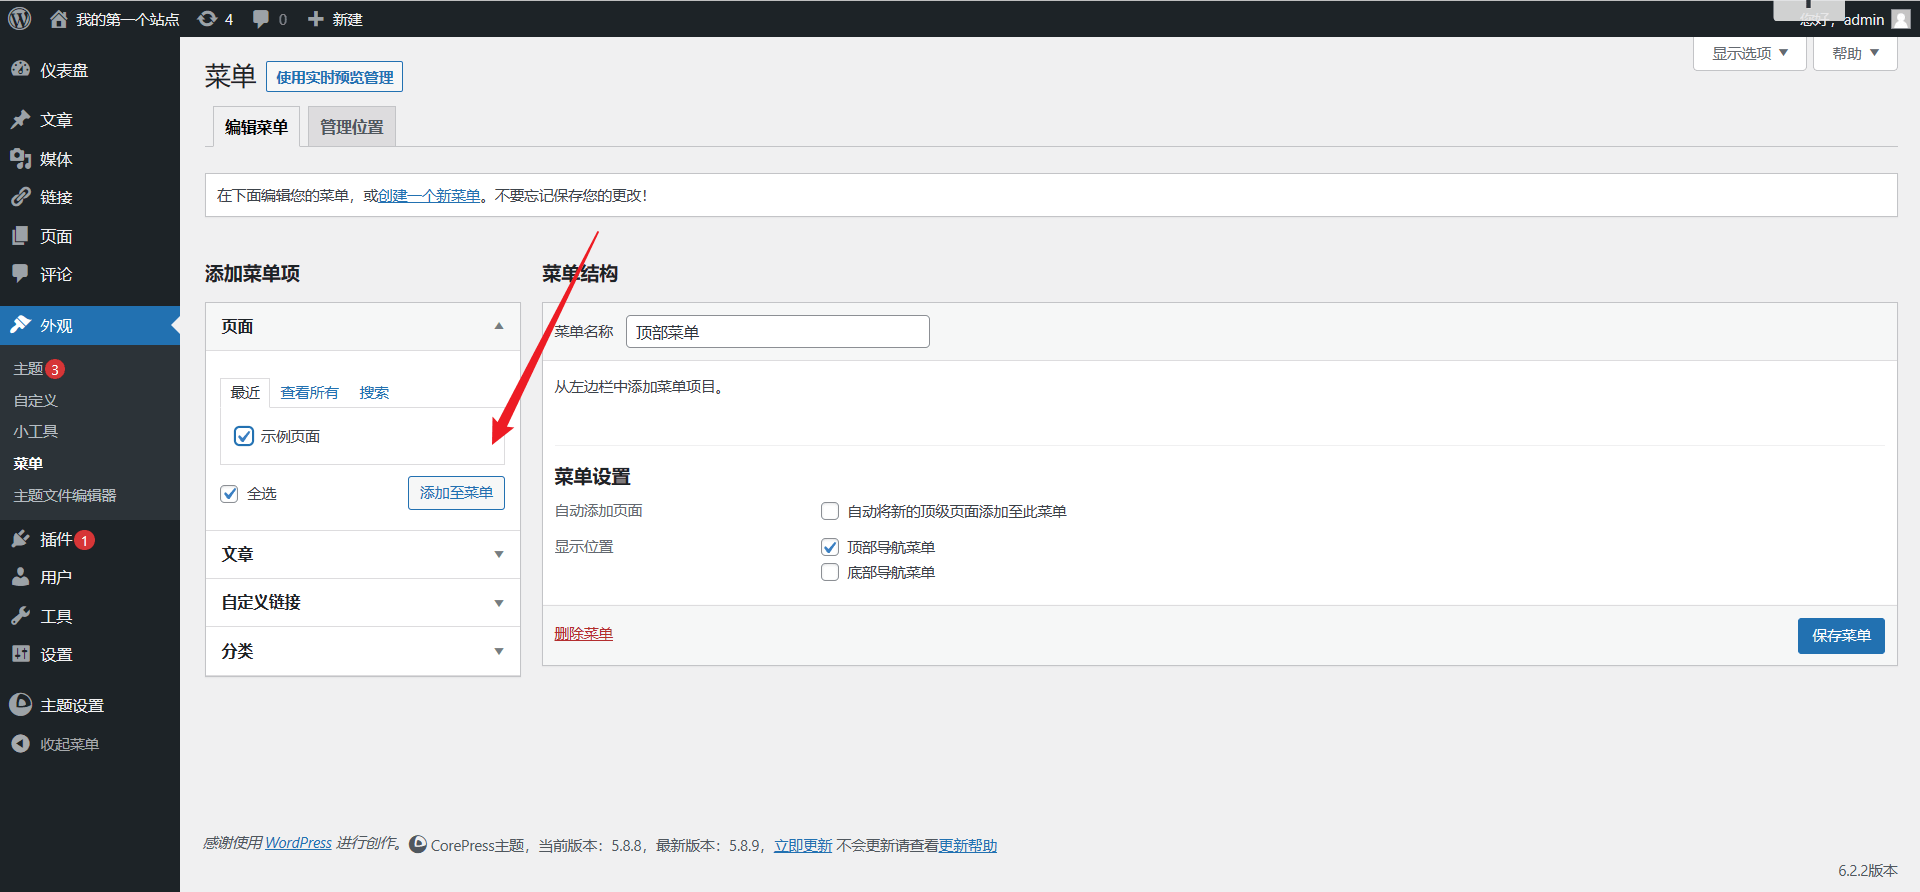 我的第一个站点
4
0
新建
您好，admin
仪表盘
文章
媒体
链接
页面
评论
外观
主题 3
自定义
小工具
菜单
主题文件编辑器
插件 1
用户
工具
设置
主题设置
收起菜单
显示选项
帮助
菜单
使用实时预览管理
编辑菜单
管理位置
在下面编辑您的菜单，或创建一个新菜单。不要忘记保存您的更改！
添加菜单项
页面
最近
查看所有
搜索
示例页面
全选
添加至菜单
文章
自定义链接
分类
菜单结构
菜单名称
顶部菜单
从左边栏中添加菜单项目。
菜单设置
自动添加页面
自动将新的顶级页面添加至此菜单
显示位置
顶部导航菜单
底部导航菜单
删除菜单
保存菜单
感谢使用 WordPress 进行创作。 CorePress主题，当前版本：5.8.8，最新版本：5.8.9，立即更新 不会更新请查看更新帮助
6.2.2版本